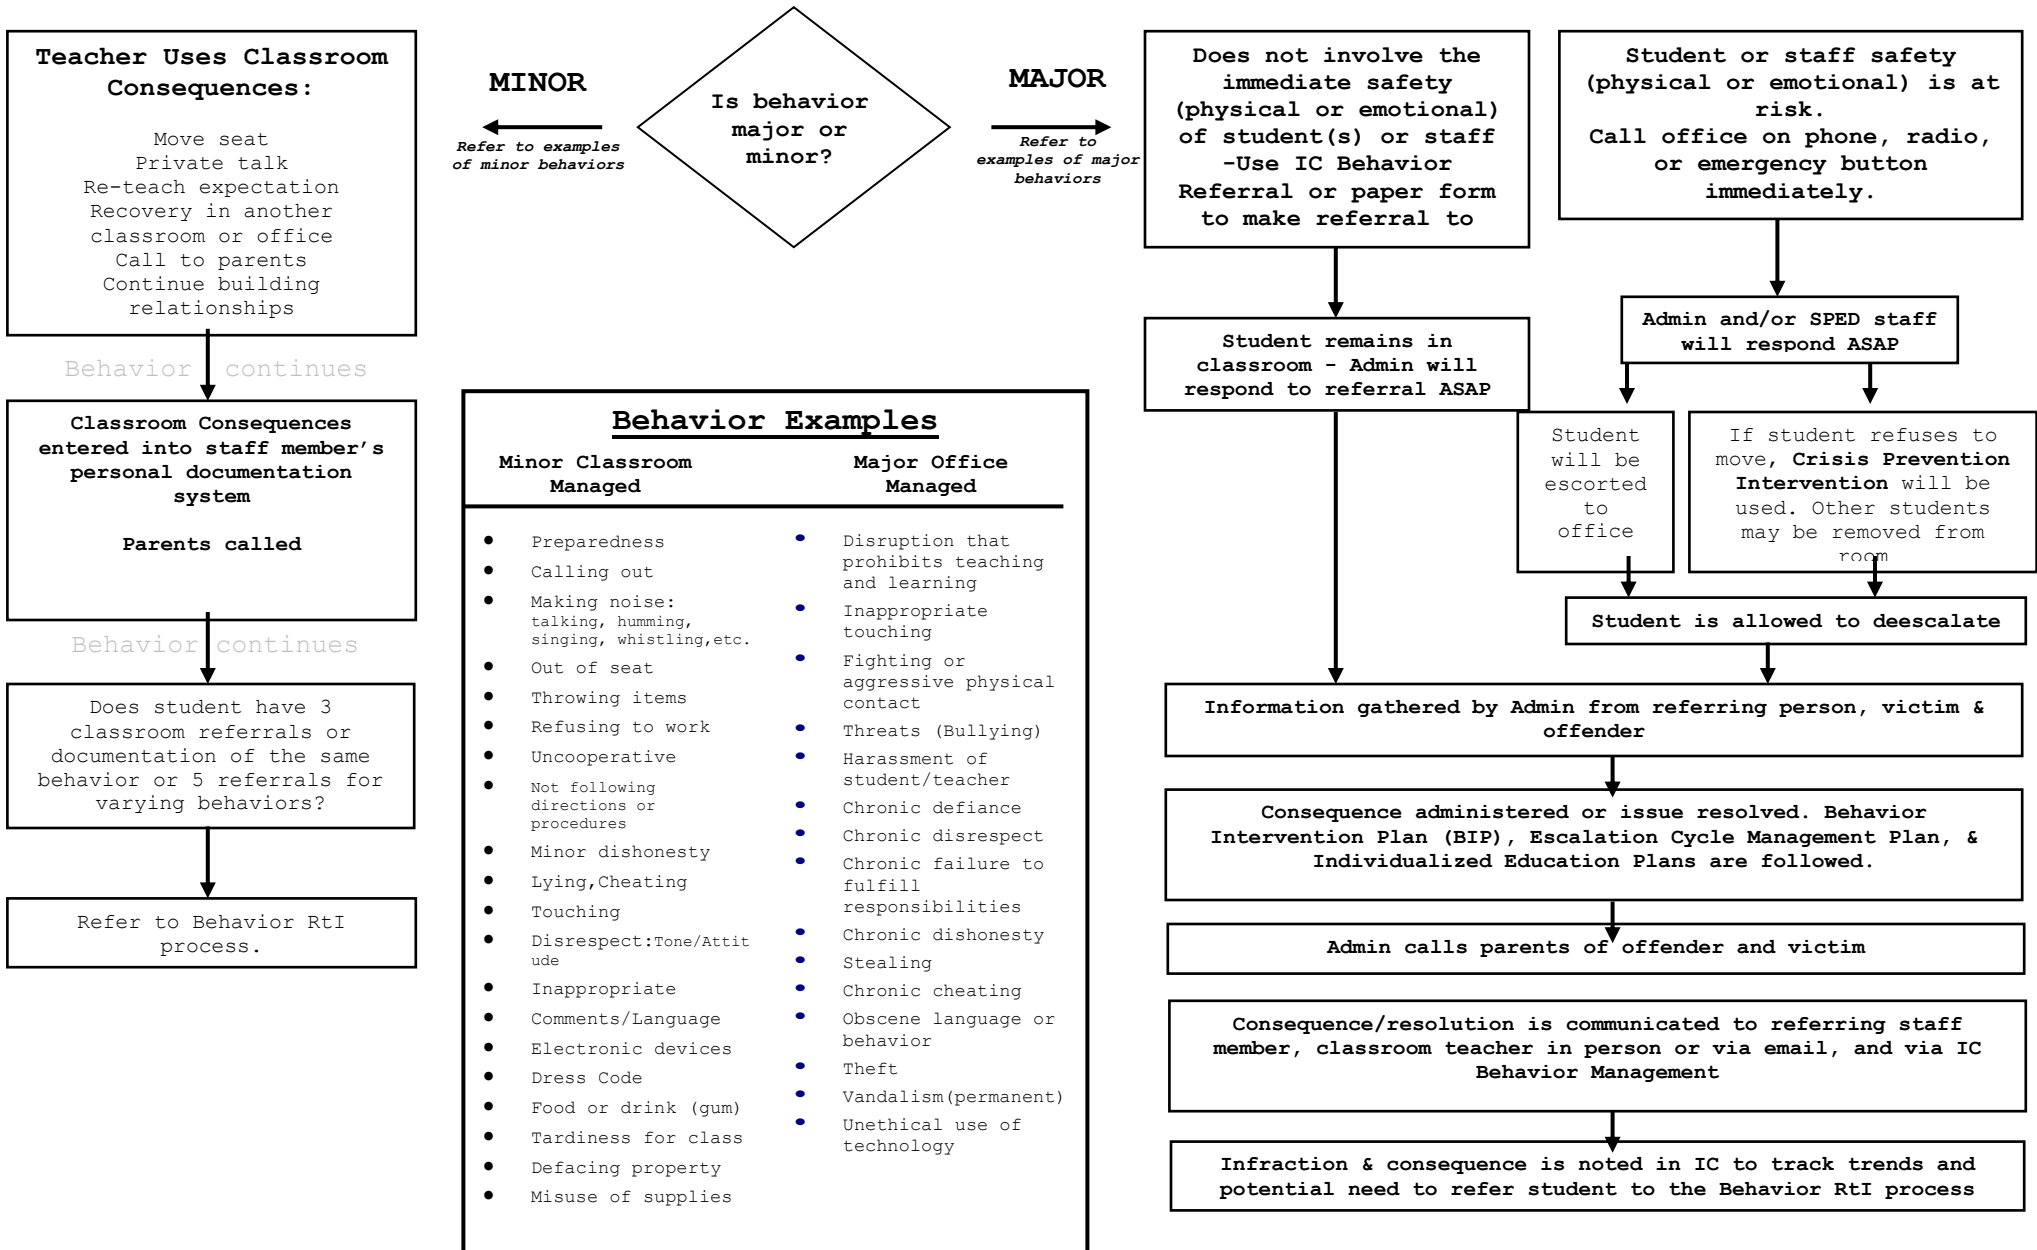 Teacher Uses Classroom
Consequences:
Move seat
Private talk
Re-teach expectation
Recovery in another
classroom or office
Call to parents
Continue building
relationships
Behavior continues
Classroom Consequences
entered into staff member’s
personal documentation
system
Parents called
Behavior continues
Does student have 3
classroom referrals or
documentation of the same
behavior or 5 referrals for
varying behaviors?
Refer to Behavior RtI
process.
MINOR
Refer to examples
of minor behaviors
Is behavior
major or
minor?
MAJOR
Refer to
examples of major
behaviors
Behavior Examples
Minor Classroom
Managed
● Preparedness
● Calling out
● Making noise:
talking, humming,
singing, whistling,etc.
● Out of seat
● Throwing items
● Refusing to work
● Uncooperative
● Not following
directions or
procedures
● Minor dishonesty
● Lying,Cheating
● Touching
● Disrespect:Tone/Attit
ude
● Inappropriate
● Comments/Language
● Electronic devices
● Dress Code
● Food or drink (gum)
● Tardiness for class
● Defacing property
● Misuse of supplies
Major Office
Managed
• Disruption that
prohibits teaching
and learning
• Inappropriate
touching
• Fighting or
aggressive physical
contact
• Threats (Bullying)
• Harassment of
student/teacher
• Chronic defiance
• Chronic disrespect
• Chronic failure to
fulfill
responsibilities
• Chronic dishonesty
• Stealing
• Chronic cheating
• Obscene language or
behavior
• Theft
• Vandalism(permanent)
• Unethical use of
technology
Does not involve the
immediate safety
(physical or emotional)
of student(s) or staff
-Use IC Behavior
Referral or paper form
to make referral to
Student remains in
classroom - Admin will
respond to referral ASAP
Student or staff safety
(physical or emotional) is at
risk.
Call office on phone, radio,
or emergency button
immediately.
Admin and/or SPED staff
will respond ASAP
Student
will be
escorted
to
office
If student refuses to
move, Crisis Prevention
Intervention will be
used. Other students
may be removed from
room
Student is allowed to deescalate
Information gathered by Admin from referring person, victim &
offender
Consequence administered or issue resolved. Behavior
Intervention Plan (BIP), Escalation Cycle Management Plan, &
Individualized Education Plans are followed.
Admin calls parents of offender and victim
Consequence/resolution is communicated to referring staff
member, classroom teacher in person or via email, and via IC
Behavior Management
Infraction & consequence is noted in IC to track trends and
potential need to refer student to the Behavior RtI process